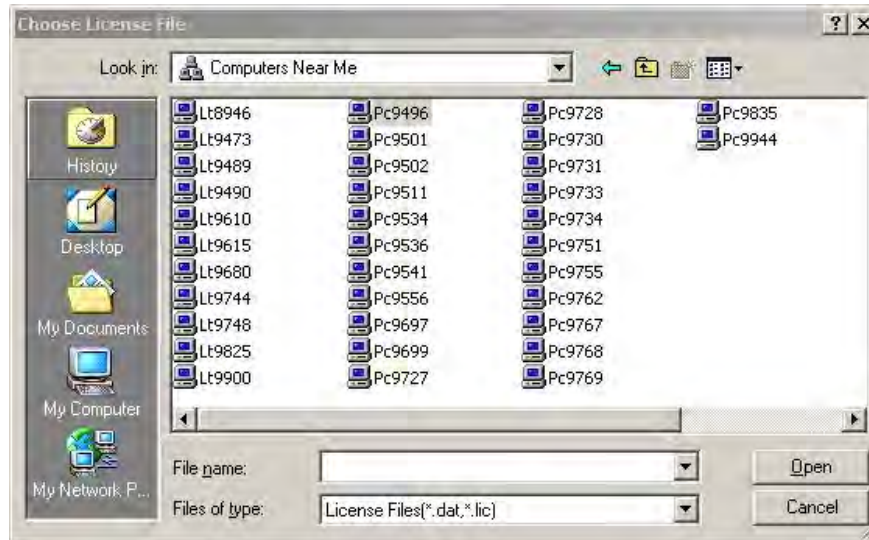 Choose License File
Look in: Computers Near Me
History
Desktop
My Documents
My Computer
My Network P...
Lt8946
Lt9473
Lt9489
Lt9490
Lt9610
Lt9615
Lt9680
Lt9744
Lt9748
Lt9825
Lt9900
Pc9496
Pc9501
Pc9502
Pc9511
Pc9534
Pc9536
Pc9541
Pc9556
Pc9697
Pc9699
Pc9727
Pc9728
Pc9730
Pc9731
Pc9733
Pc9734
Pc9751
Pc9755
Pc9762
Pc9767
Pc9768
Pc9769
Pc9835
Pc9944
File name:
Open
Files of type: License Files(*.dat,*.lic)
Cancel